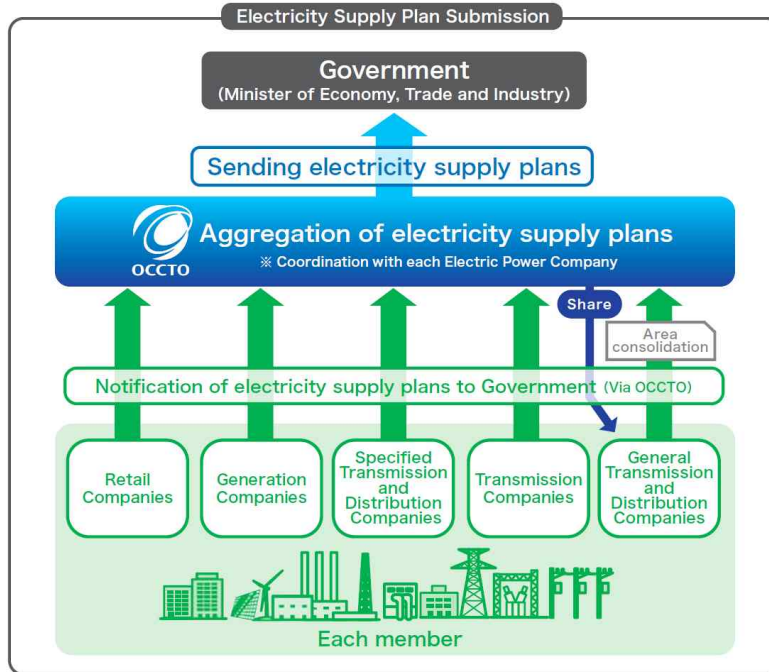 Electricity Supply Plan Submission
Government
(Minister of Economy, Trade and Industry)
Sending electricity supply plans
OCCTO
Aggregation of electricity supply plans
※ Coordination with each Electric Power Company
Share
Area
consolidation
Notification of electricity supply plans to Government (Via OCCTO)
Retail
Companies
Generation
Companies
Specified
Transmission
and
Distribution
Companies
Transmission
Companies
General
Transmission
and
Distribution
Companies
Each member